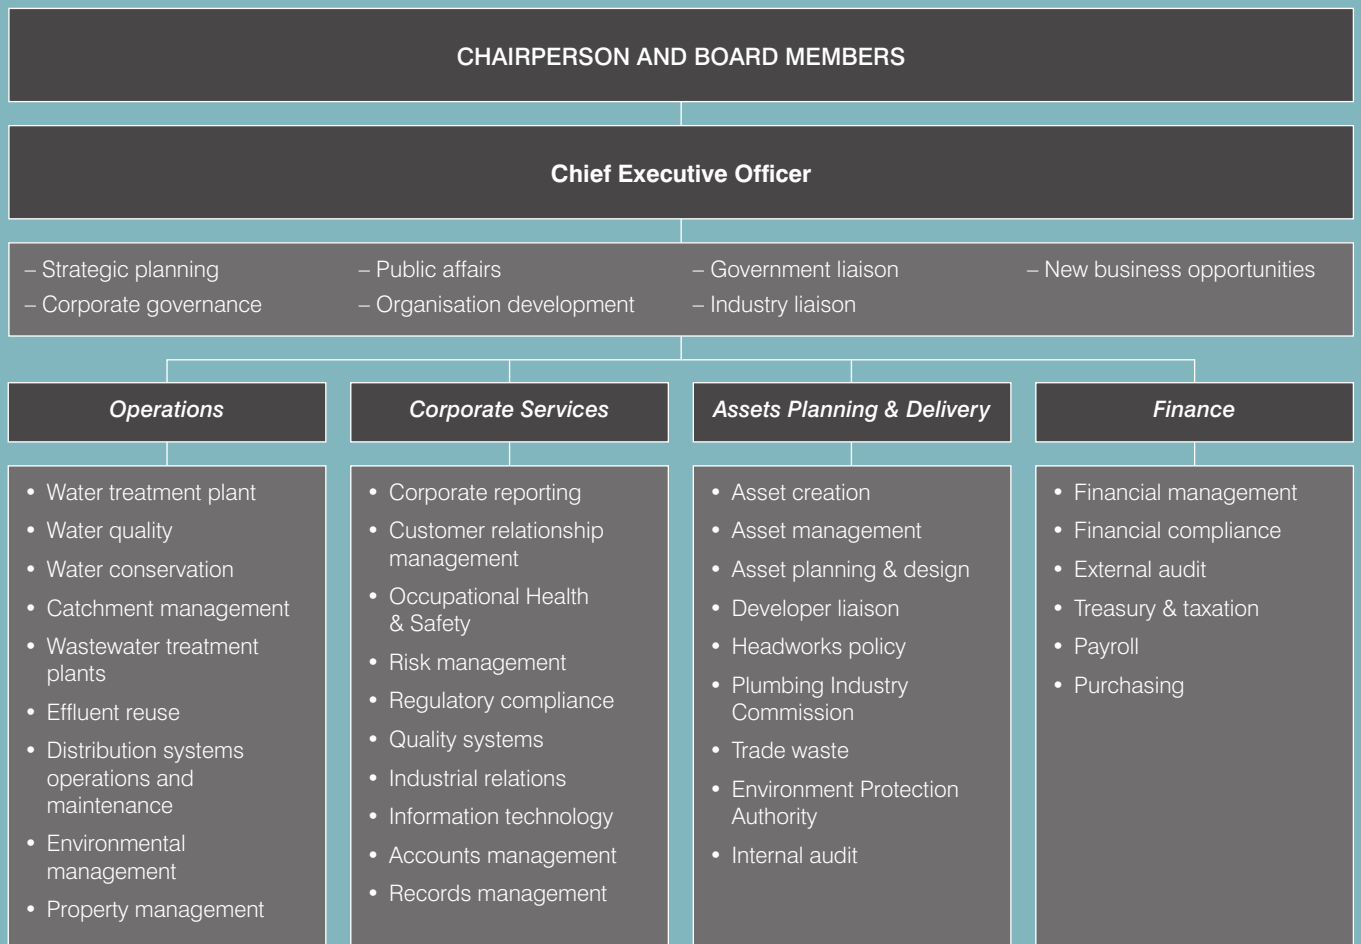 CHAIRPERSON AND BOARD MEMBERS
Chief Executive Officer
– Strategic planning
– Corporate governance
– Public affairs
– Organisation development
– Government liaison
– Industry liaison
– New business opportunities
Operations
• Water treatment plant
• Water quality
• Water conservation
• Catchment management
• Wastewater treatment
plants
• Effluent reuse
• Distribution systems
operations and
maintenance
• Environmental
management
• Property management
Corporate Services
• Corporate reporting
• Customer relationship
management
• Occupational Health
& Safety
• Risk management
• Regulatory compliance
• Quality systems
• Industrial relations
• Information technology
• Accounts management
• Records management
Assets Planning & Delivery
• Asset creation
• Asset management
• Asset planning & design
• Developer liaison
• Headworks policy
• Plumbing Industry
Commission
• Trade waste
• Environment Protection
Authority
• Internal audit
Finance
• Financial management
• Financial compliance
• External audit
• Treasury & taxation
• Payroll
• Purchasing